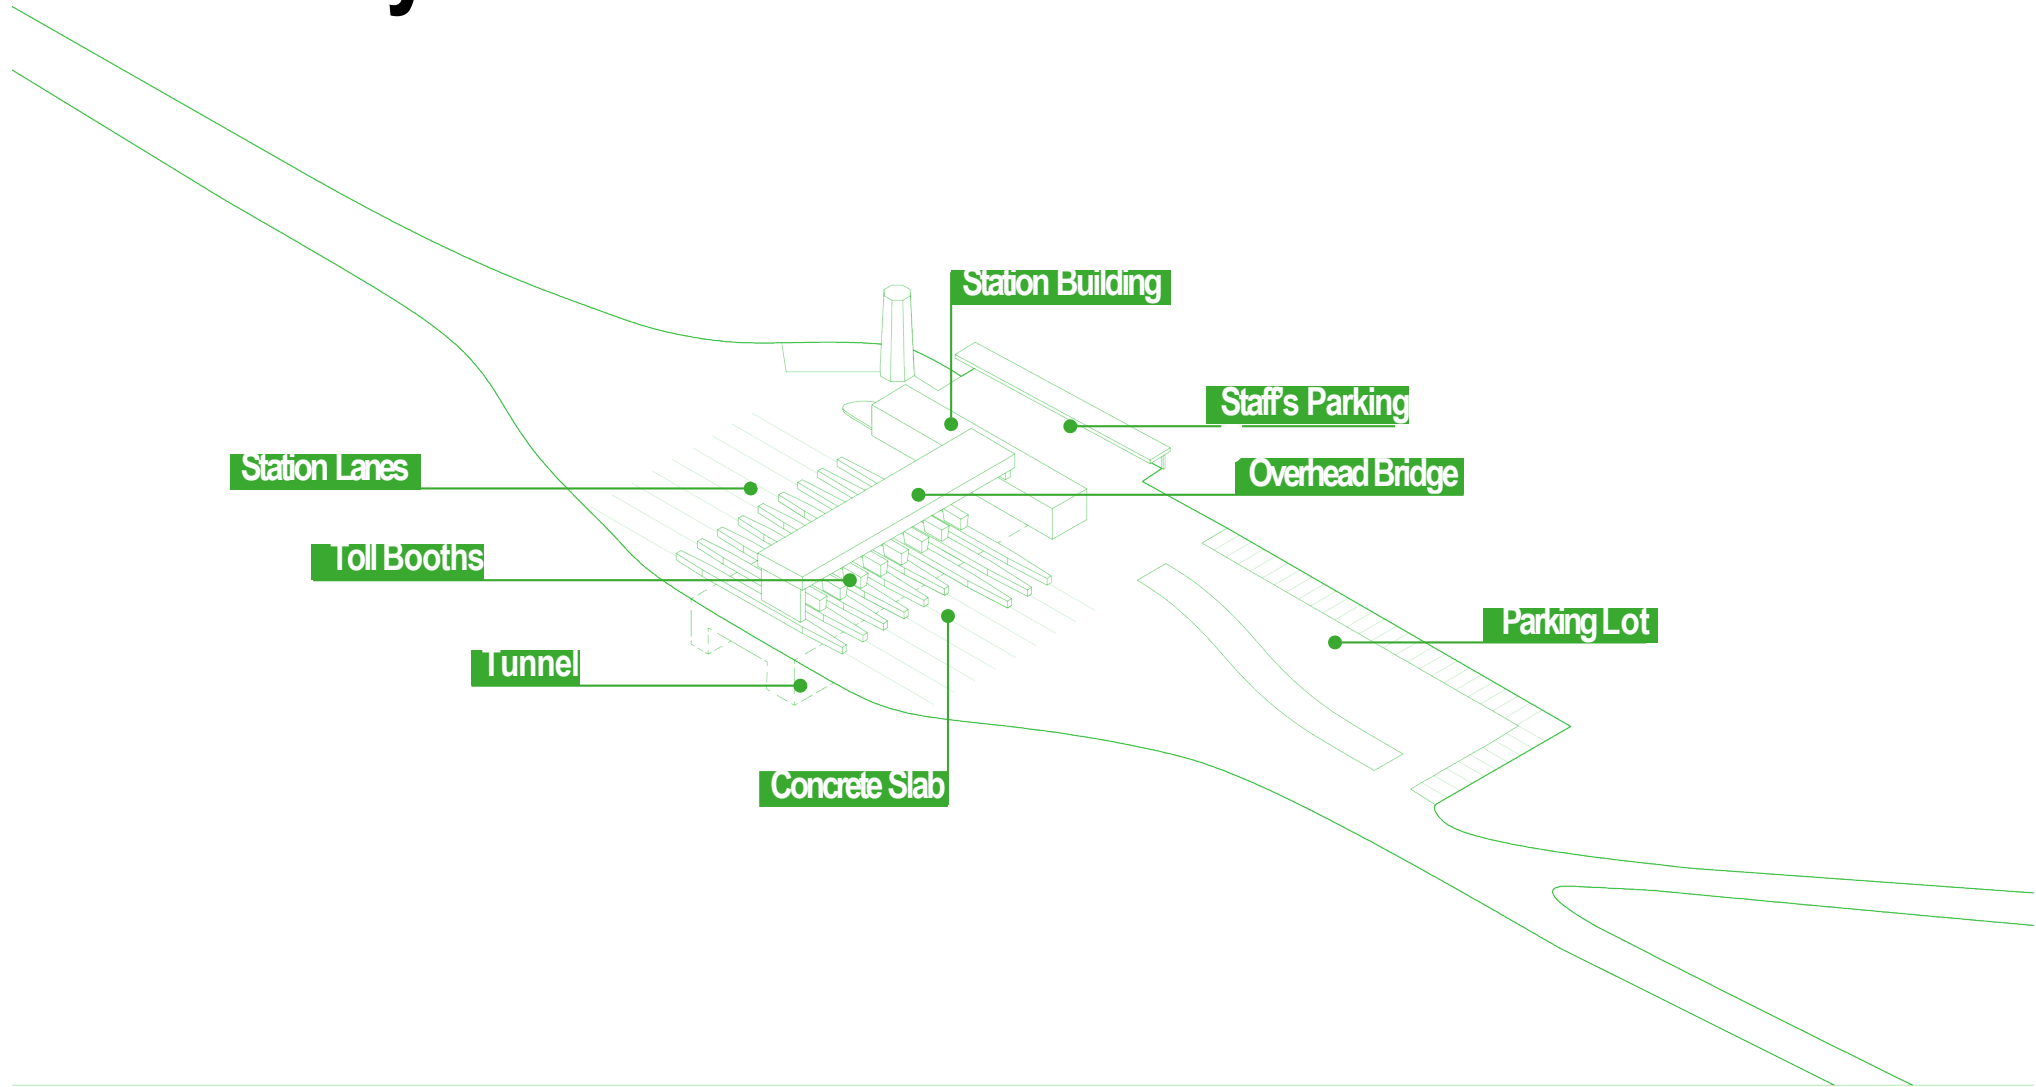 Station Building
Staff's Parking
Station Lanes
Overhead Bridge
Toll Booths
Parking Lot
Tunnel
Concrete Slab